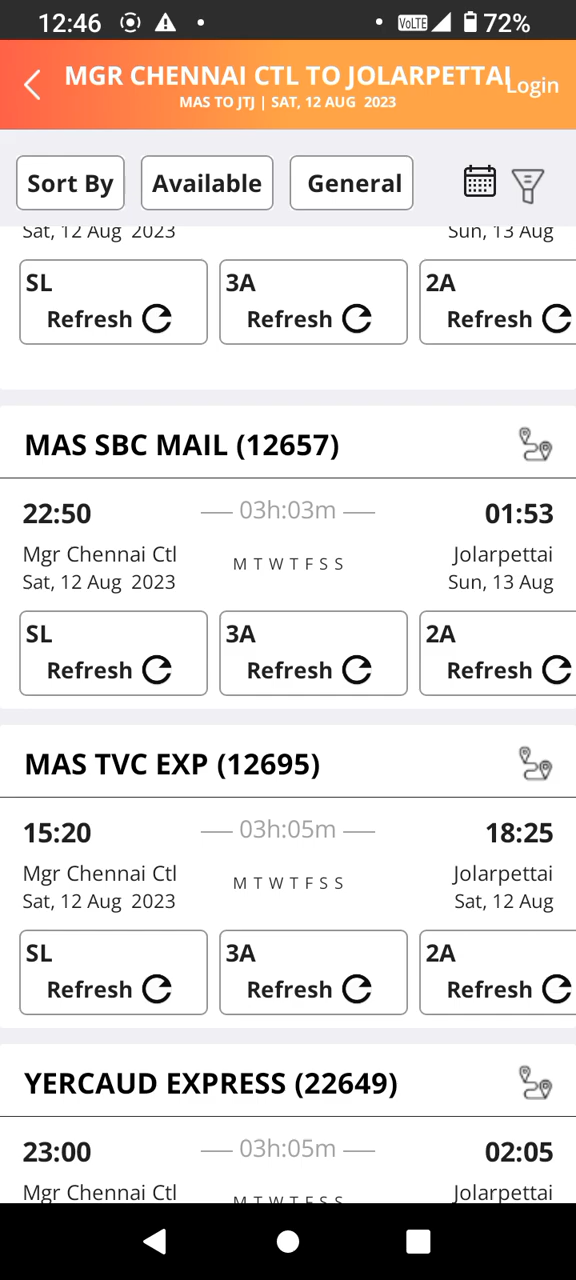 12:46 VoLTE 72%
MGR CHENNAI CTL TO JOLARPETTAI Login
MAS TO JTJ | SAT, 12 AUG 2023
Sort By Available General
Sat, 12 Aug 2023 Sun, 13 Aug
SL 3A 2A
Refresh Refresh Refresh
MAS SBC MAIL (12657)
22:50 03h:03m 01:53
Mgr Chennai Ctl M T W T F S S Jolarpettai
Sat, 12 Aug 2023 Sun, 13 Aug
SL 3A 2A
Refresh Refresh Refresh
MAS TVC EXP (12695)
15:20 03h:05m 18:25
Mgr Chennai Ctl M T W T F S S Jolarpettai
Sat, 12 Aug 2023 Sat, 12 Aug
SL 3A 2A
Refresh Refresh Refresh
YERCAUD EXPRESS (22649)
23:00 03h:05m 02:05
Mgr Chennai Ctl M T W T F S S Jolarpettai